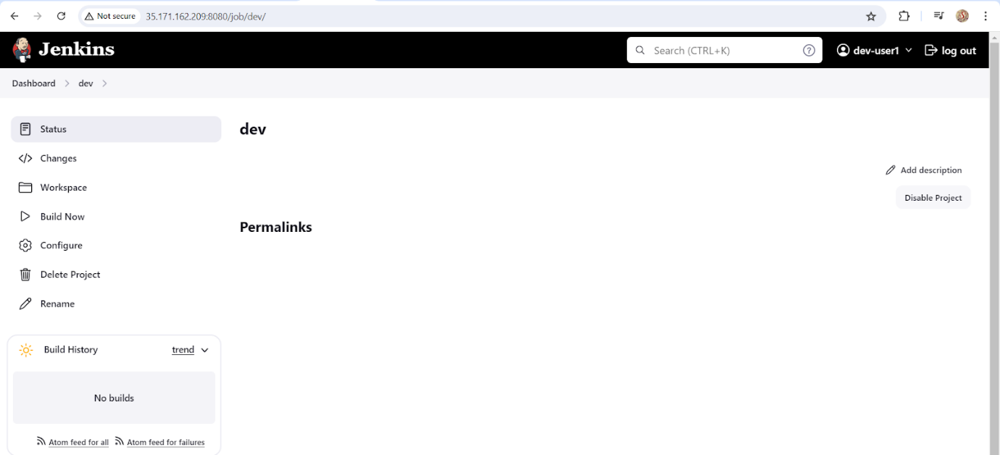 Not secure 35.171.162.209:8080/job/dev/
Jenkins
Search (CTRL+K)
dev-user1
log out
Dashboard
dev
Status
Changes
Workspace
Build Now
Configure
Delete Project
Rename
Build History
trend
No builds
Atom feed for all
Atom feed for failures
dev
Add description
Disable Project
Permalinks